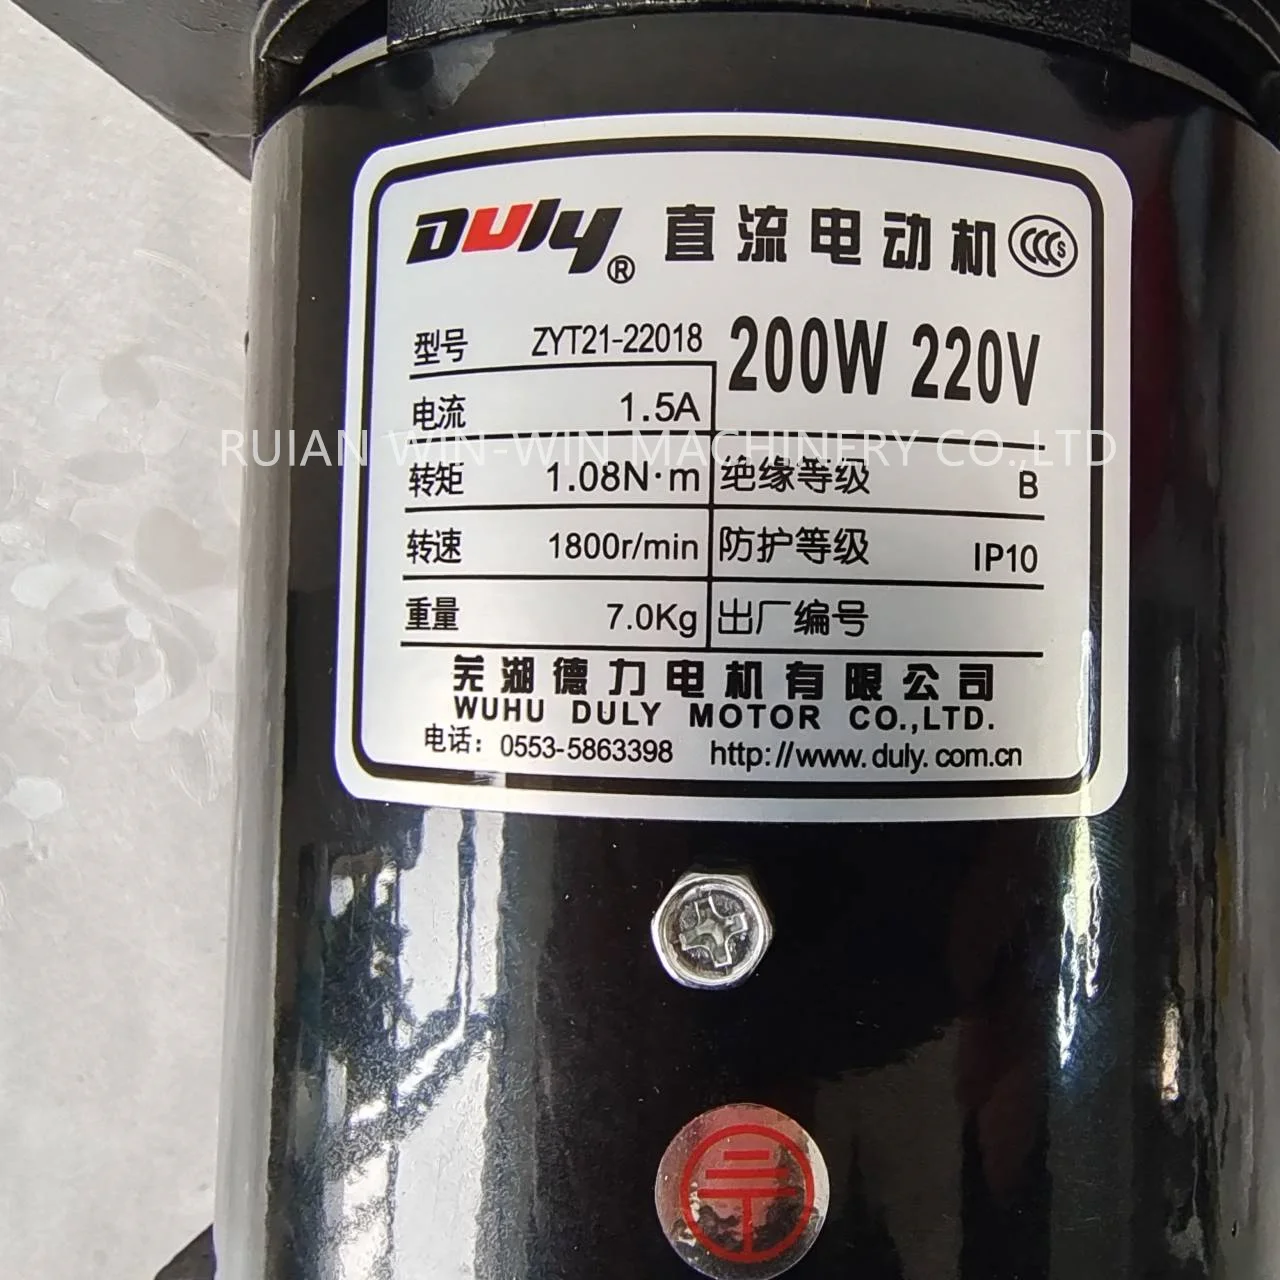 DULY® 直流电动机 CCC S
型号 ZYT21-22018 200W 220V
电流 1.5A
RUIAN WIN-WIN MACHINERY CO.,LTD
转矩 1.08N·m 绝缘等级 B
转速 1800r/min 防护等级 IP10
重量 7.0Kg 出厂编号
芜湖德力电机有限公司
WUHU DULY MOTOR CO.,LTD.
电话：0553-5863398 http://www.duly.com.cn